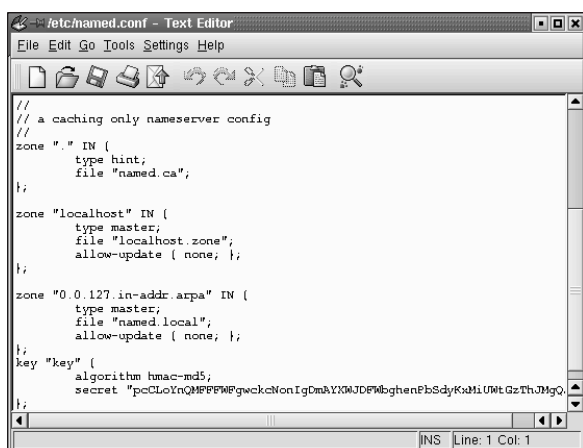 /etc/named.conf - Text Editor
File Edit Go Tools Settings Help
//
// a caching only nameserver config
//
zone "." IN {
        type hint;
        file "named.ca";
};

zone "localhost" IN {
        type master;
        file "localhost.zone";
        allow-update { none; };
};

zone "0.0.127.in-addr.arpa" IN {
        type master;
        file "named.local";
        allow-update { none; };
};
key "key" {
        algorithm hmac-md5;
        secret
};
INS Line: 1 Col: 1